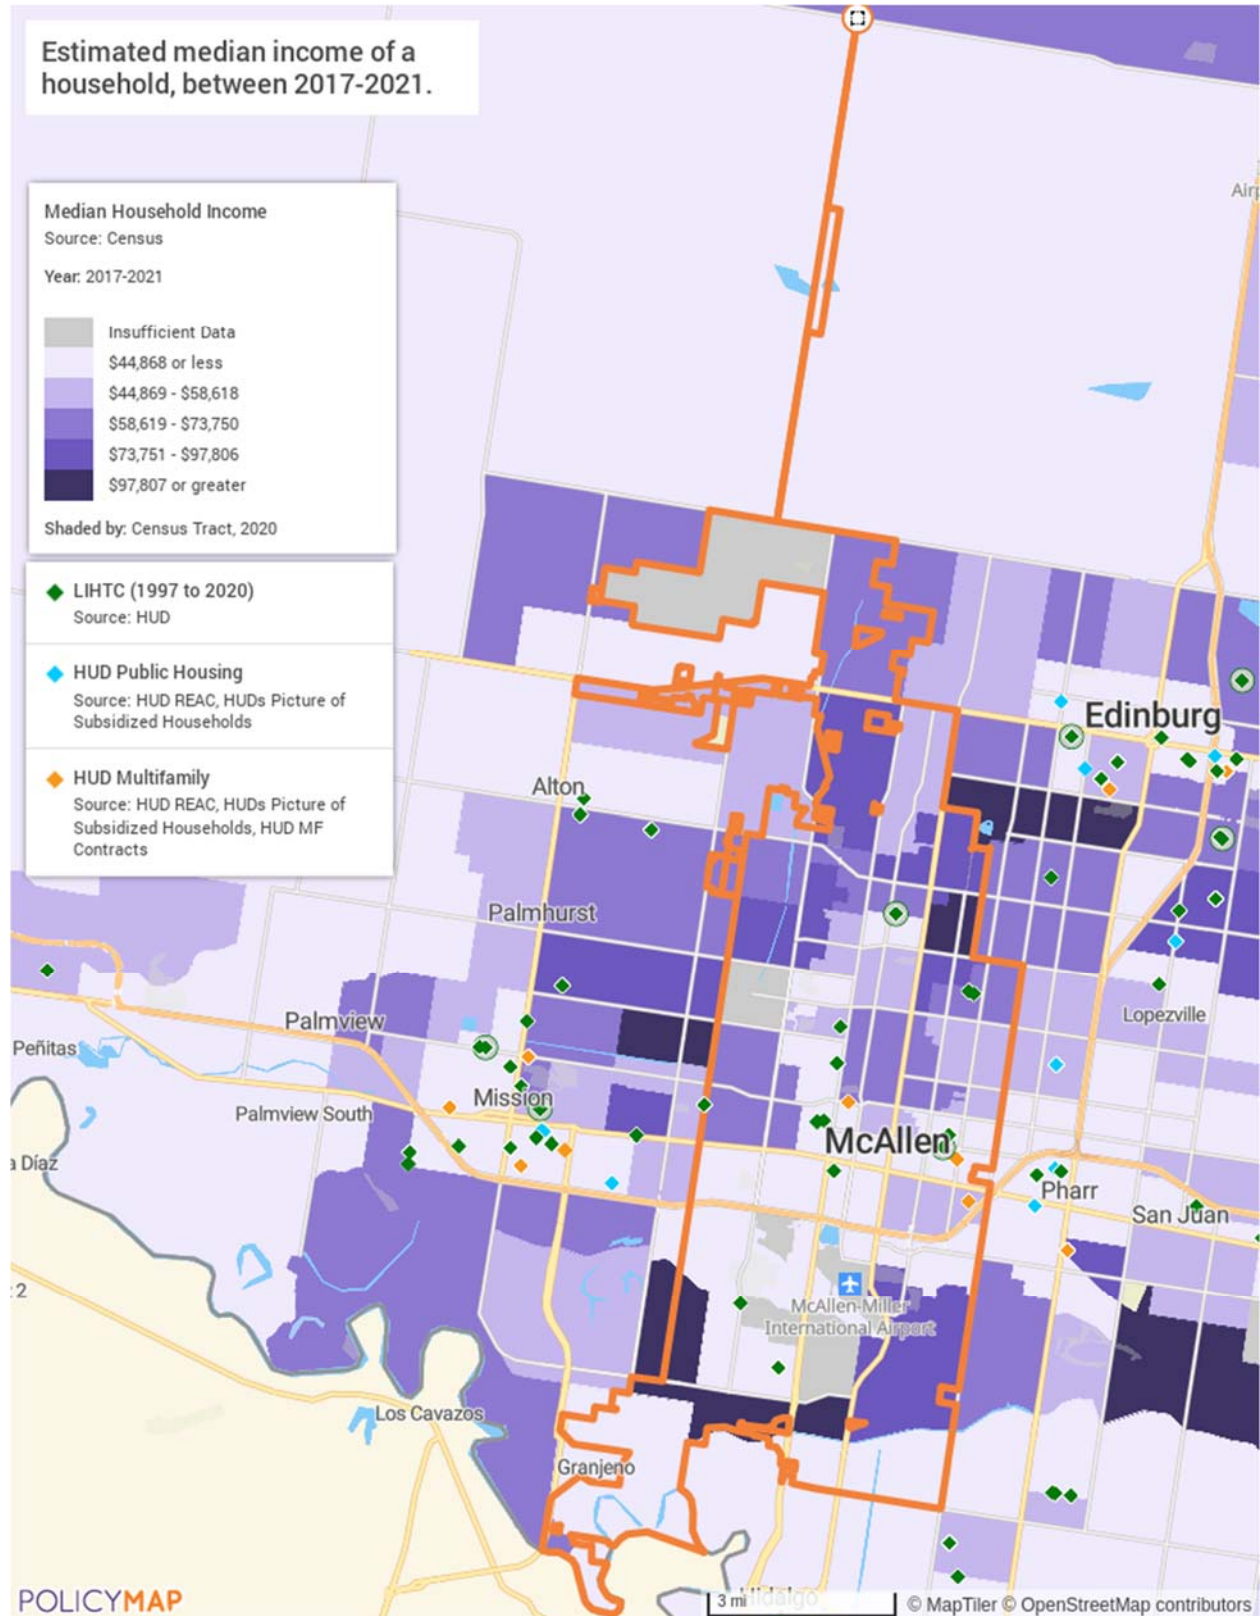 Estimated median income of a
household, between 2017-2021.
Median Household Income
Source: Census
Year: 2017-2021
Insufficient Data
$44,868 or less
$44,869 - $58,618
$58,619 - $73,750
$73,751 - $97,806
$97,807 or greater
Shaded by: Census Tract, 2020
LIHTC (1997 to 2020)
Source: HUD
HUD Public Housing
Source: HUD REAC, HUDs Picture of
Subsidized Households
HUD Multifamily
Source: HUD REAC, HUDs Picture of
Subsidized Households, HUD MF
Contracts
Airp
Edinburg
Alton
Palmhurst
Palmview
Lopezville
Peñitas
Mission
Palmview South
McAllen
a Díaz
Pharr
San Juan
2
McAllen-Miller
International Airport
Los Cavazos
Granjeno
Hidalgo
3 mi
POLICYMAP
© MapTiler © OpenStreetMap contributors